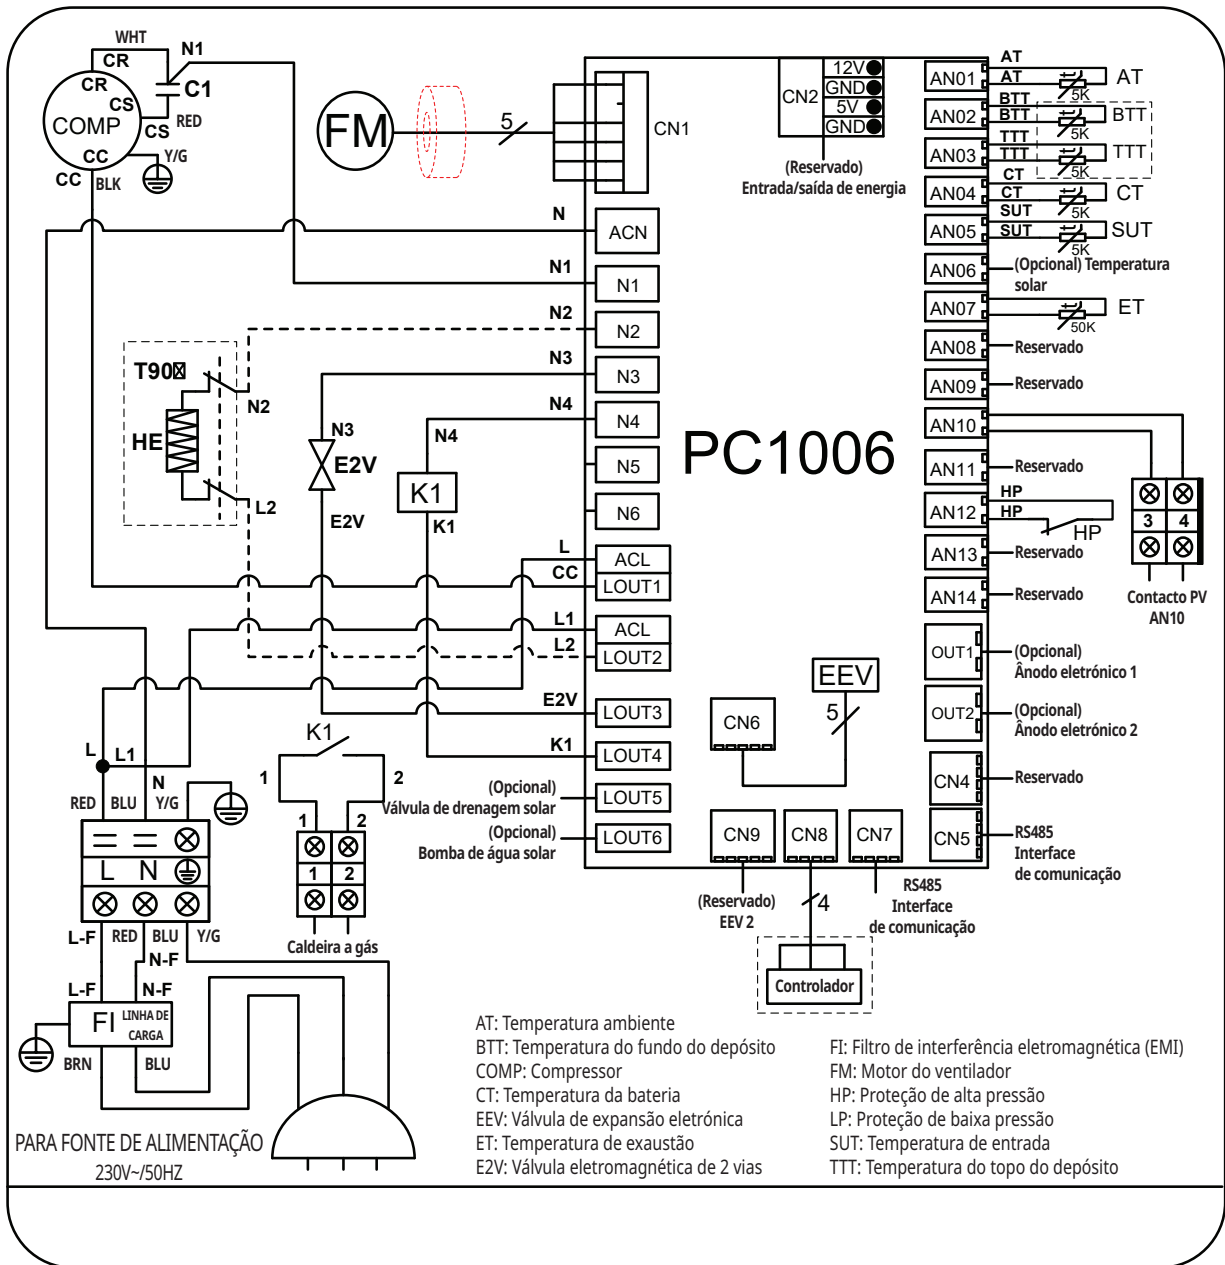 WHT
CR
CR
N1
C1
CS
COMP
CS
RED
CC
Y/G
CC
BLK
FM
5
CN1
CN2
12V
GND
5V
GND
(Reservado)
Entrada/saída de energia
AN01
AT
AT
5K
AT
AN02
BTT
BTT
5K
BTT
AN03
TTT
TTT
5K
TTT
AN04
CT
CT
5K
CT
AN05
SUT
SUT
5K
SUT
AN06
(Opcional) Temperatura
solar
AN07
50K
ET
AN08
Reservado
AN09
Reservado
AN10
AN11
Reservado
AN12
HP
HP
HP
AN13
Reservado
AN14
Reservado
3 4
Contacto PV
AN10
OUT1
(Opcional)
Ânodo eletrónico 1
OUT2
(Opcional)
Ânodo eletrónico 2
CN4
Reservado
CN5
RS485
Interface
de comunicação
N
ACN
N1
N1
N2
N2
N3
N3
N4
N4
N5
N6
L
ACL
CC
LOUT1
L1
ACL
L2
LOUT2
E2V
LOUT3
K1
LOUT4
(Opcional)
Válvula de drenagem solar
LOUT5
(Opcional)
Bomba de água solar
LOUT6
PC1006
T90
N2
HE
L2
N3
E2V
E2V
N4
K1
K1
EEV
5
CN6
CN9
CN8
CN7
(Reservado)
EEV 2
4
RS485
Interface
de comunicação
Controlador
K1
1 2
1 2
1 2
Caldeira a gás
L
L1
N
RED
BLU
Y/G
L N
L-F
RED
BLU
Y/G
N-F
L-F
N-F
FI
LINHA DE
CARGA
BRN
BLU
PARA FONTE DE ALIMENTAÇÃO
230V~/50HZ
AT: Temperatura ambiente
BTT: Temperatura do fundo do depósito
COMP: Compressor
CT: Temperatura da bateria
EEV: Válvula de expansão eletrónica
ET: Temperatura de exaustão
E2V: Válvula eletromagnética de 2 vias
FI: Filtro de interferência eletromagnética (EMI)
FM: Motor do ventilador
HP: Proteção de alta pressão
LP: Proteção de baixa pressão
SUT: Temperatura de entrada
TTT: Temperatura do topo do depósito